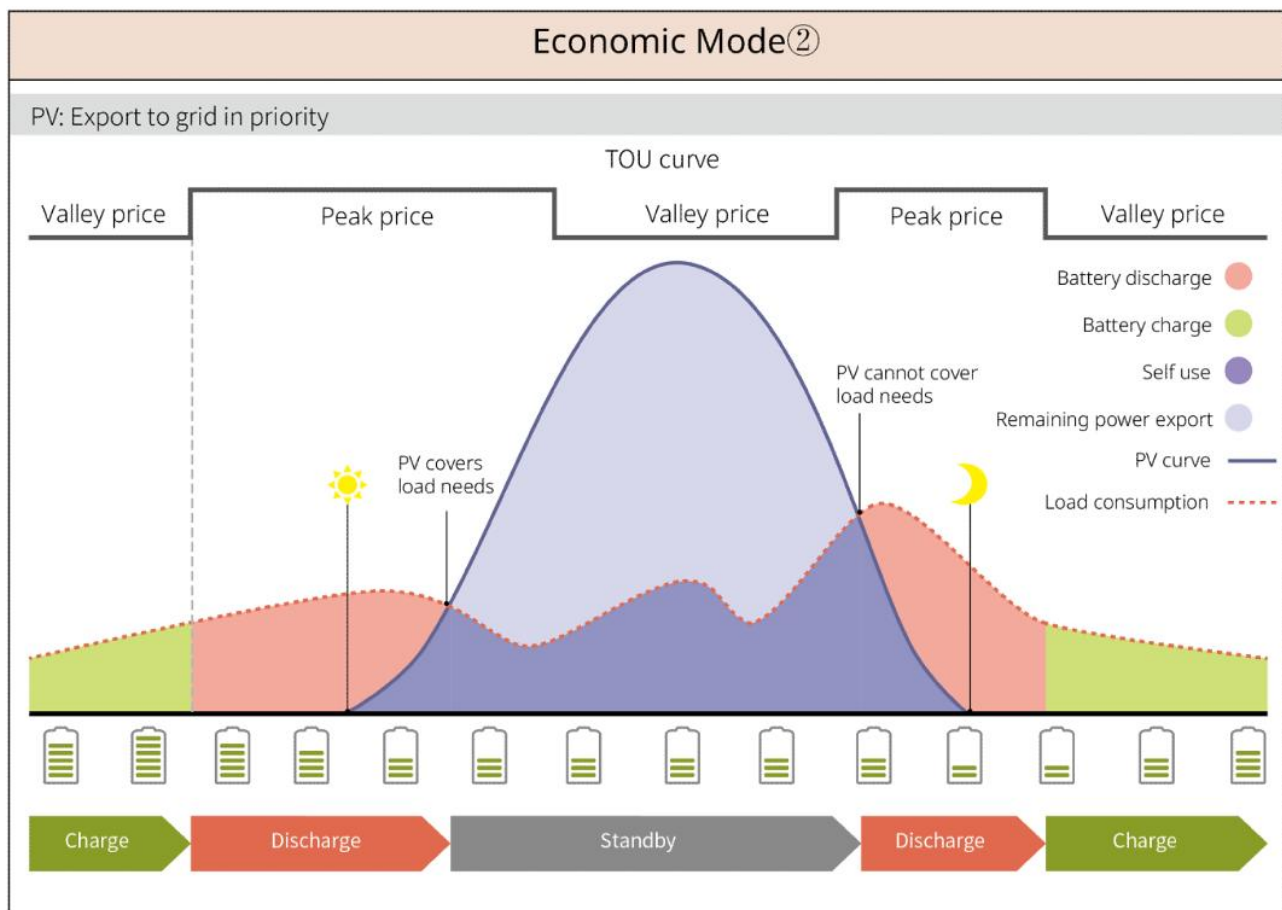 Economic Mode②
PV: Export to grid in priority
TOU curve
Valley price
Peak price
Valley price
Peak price
Valley price
Battery discharge
Battery charge
Self use
Remaining power export
PV curve
Load consumption
PV cannot cover
load needs
PV covers
load needs
Charge
Discharge
Standby
Discharge
Charge